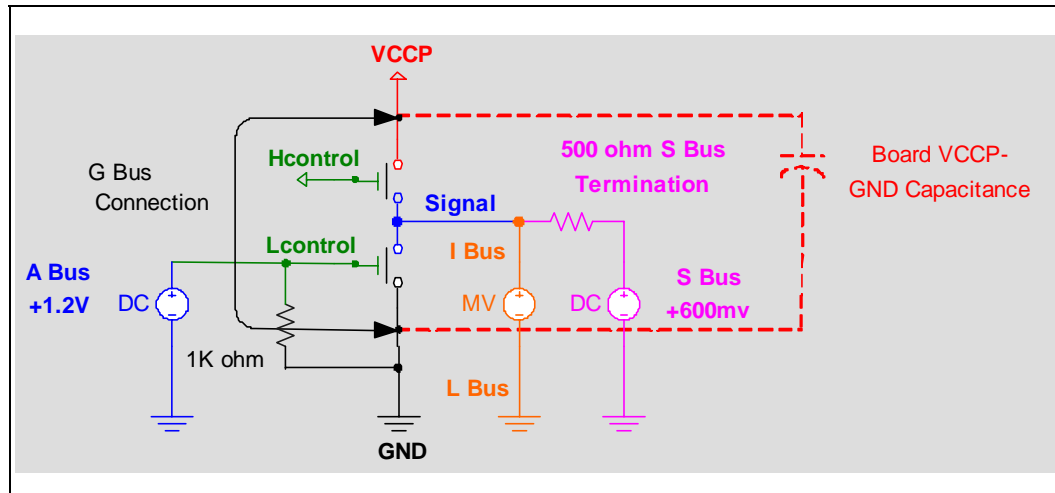 VCCP
Hcontrol
500 ohm S Bus
Termination
Board VCCP-
GND Capacitance
G Bus
Connection
Signal
Lcontrol
I Bus
A Bus
+1.2V
DC
MV
DC
S Bus
+600mv
1K ohm
L Bus
GND